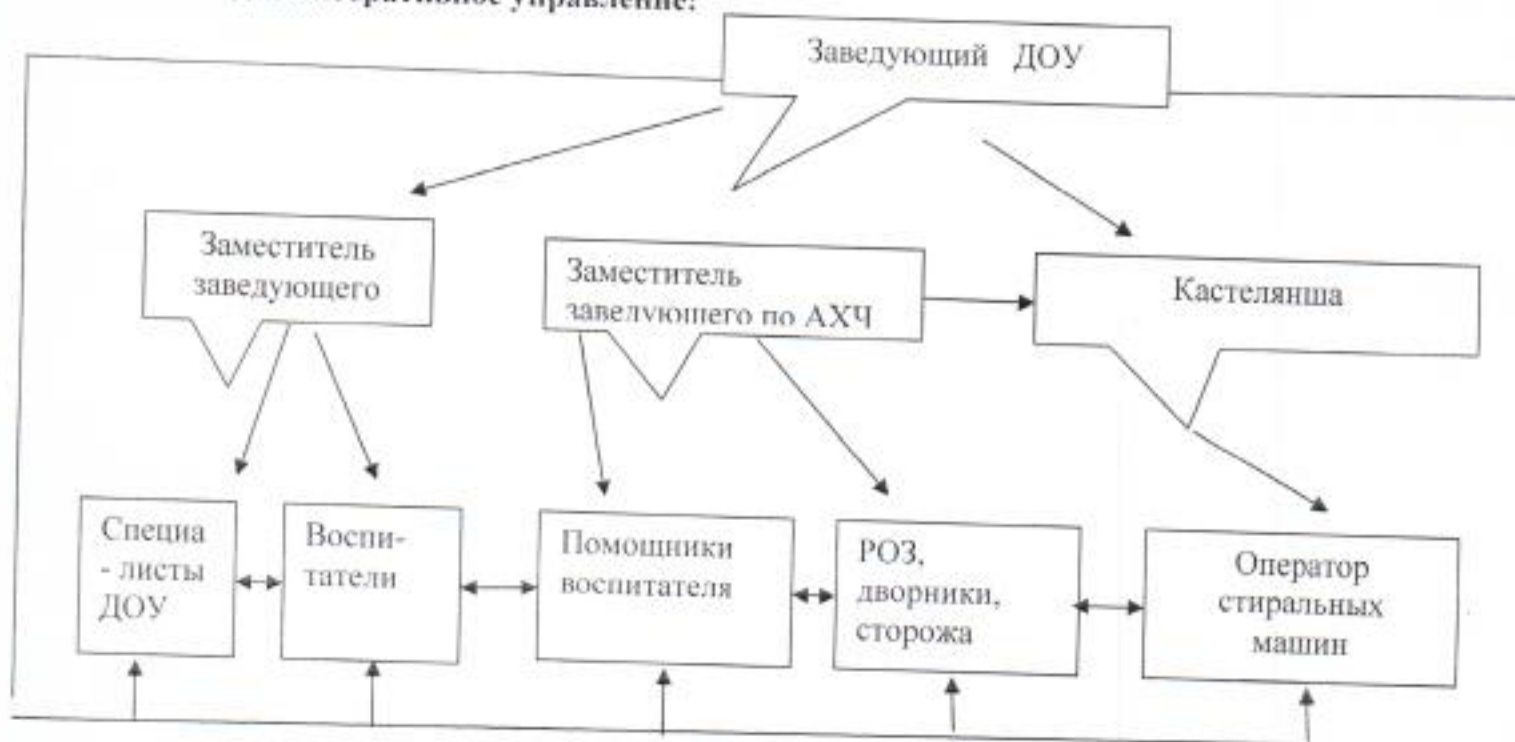 управление:
Заведующий ДОУ
Заместитель
заведующего
Заместитель
заведующего по АХЧ
Кастелянша
Специа
- листы
ДОУ
Воспи-
татели
Помощники
воспитателя
РОЗ,
дворники,
сторожа
Оператор
стиральных
машин